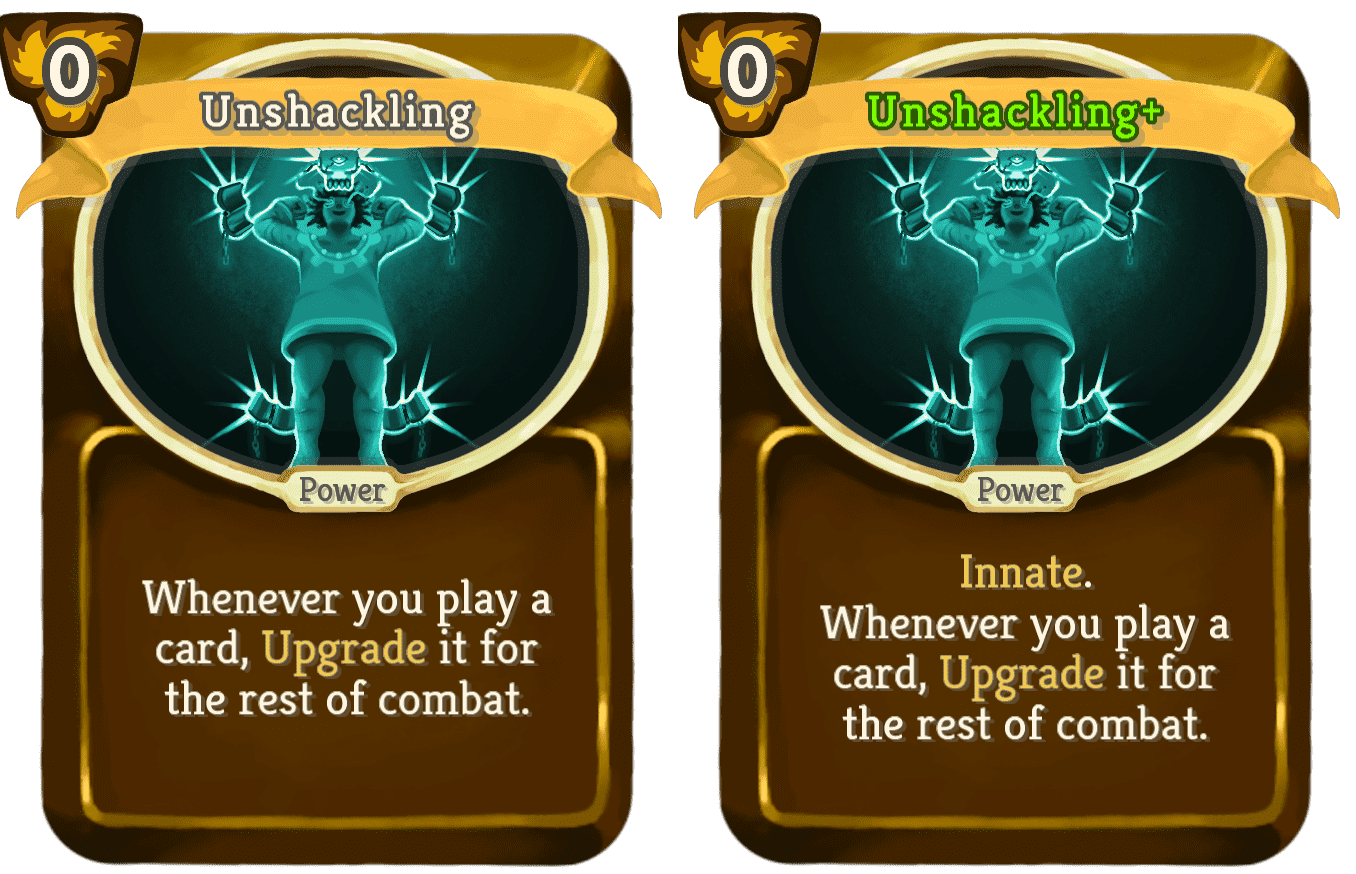 0
Unshackling
Power
Whenever you play a
card, Upgrade it for
the rest of combat.
0
Unshackling+
Power
Innate.
Whenever you play a
card, Upgrade it for
the rest of combat.